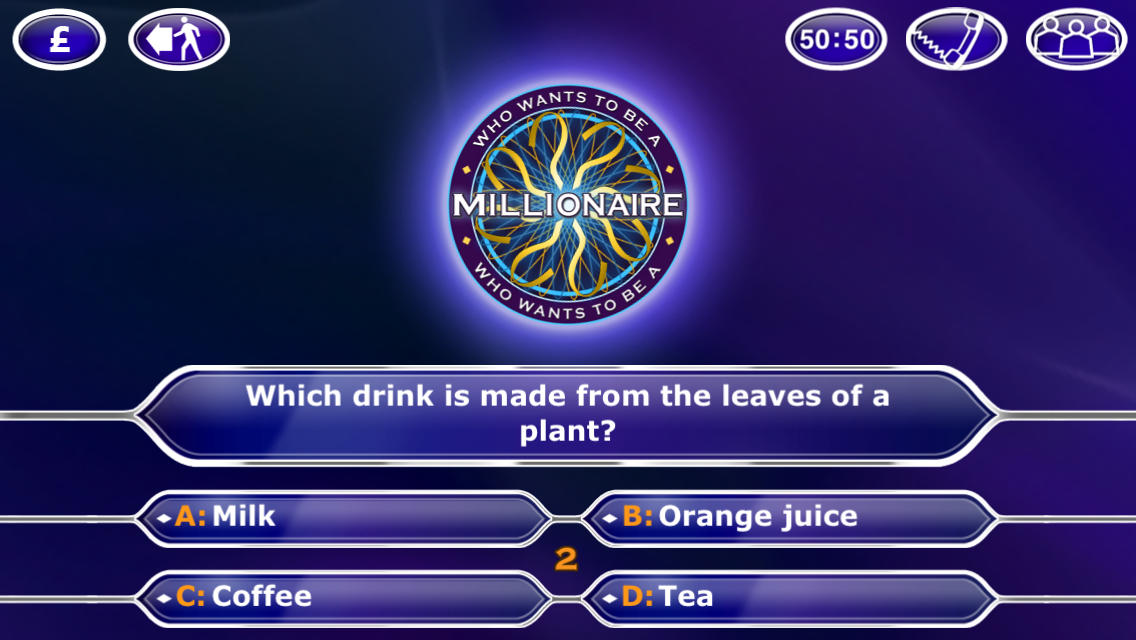 £
50:50
WHO WANTS TO BE A
MILLIONAIRE
WHO WANTS TO BE A
Which drink is made from the leaves of a
plant?
A: Milk
B: Orange juice
2
C: Coffee
D: Tea